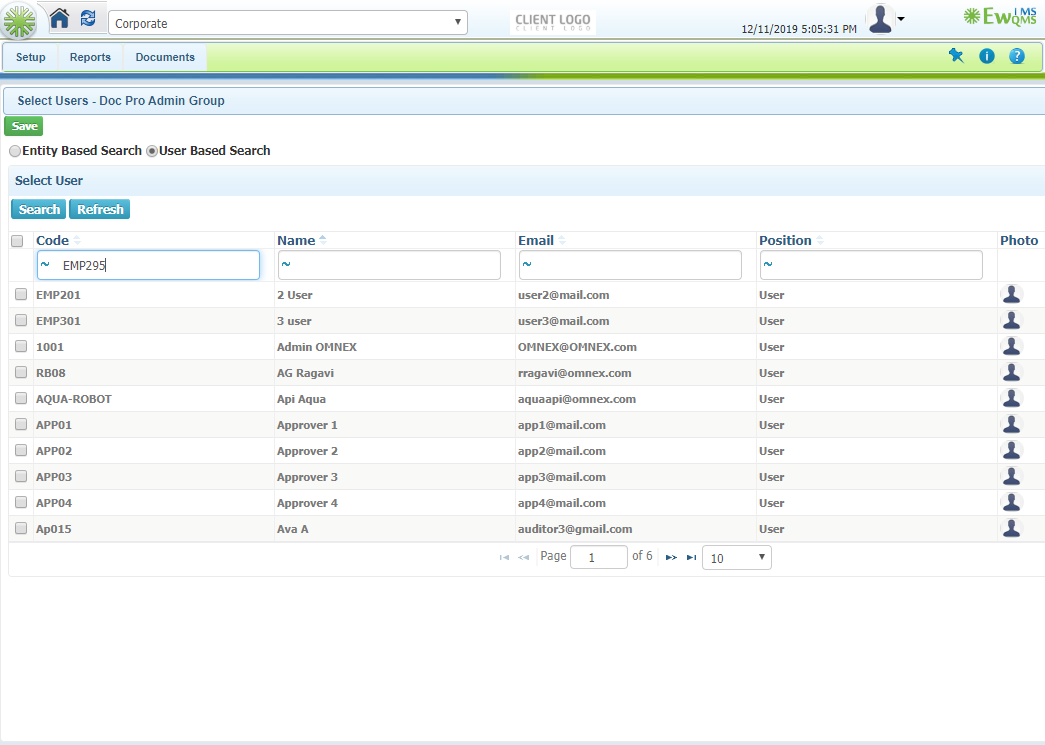 Corporate
CLIENT LOGO
CLIENT LOGO
12/11/2019 5:05:31 PM
EwQMS iMS
Setup Reports Documents
i ?
Select Users - Doc Pro Admin Group
Save
Entity Based Search User Based Search
Select User
Search Refresh
Code Name Email Position Photo
~ EMP295 ~ ~ ~
EMP201 2 User user2@mail.com User
EMP301 3 user user3@mail.com User
1001 Admin OMNEX OMNEX@OMNEX.com User
RB08 AG Ragavi rragavi@omnex.com User
AQUA-ROBOT Api Aqua aquaapi@omnex.com User
APP01 Approver 1 app1@mail.com User
APP02 Approver 2 app2@mail.com User
APP03 Approver 3 app3@mail.com User
APP04 Approver 4 app4@mail.com User
Ap015 Ava A auditor3@gmail.com User
Page 1 of 6 10